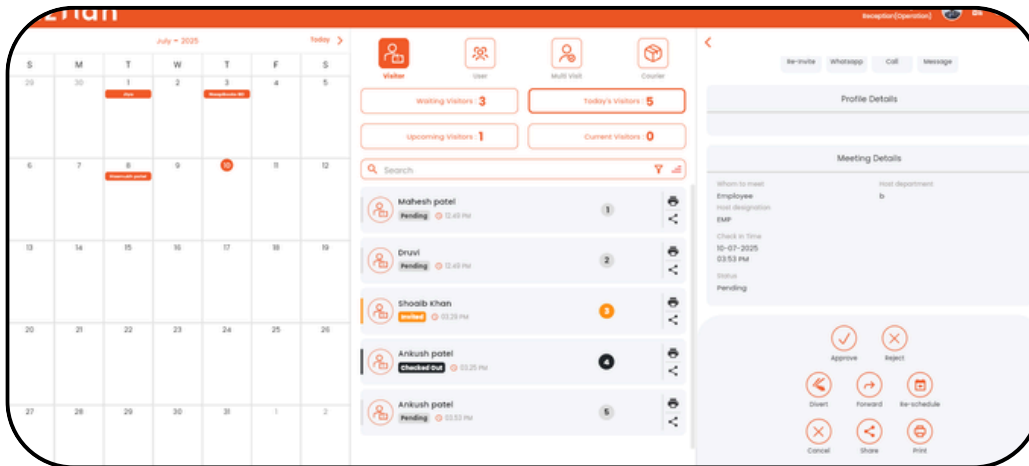 Reception(Operation)
July - 2025
Today
S M T W T F S
29 30 1 2 3 4 5
6 7 8 9 10 11 12
13 14 15 16 17 18 19
20 21 22 23 24 25 26
27 28 29 30 31 1 2
Visitor
User
Multi Visit
Courier
Waiting Visitors : 3
Today's Visitors : 5
Upcoming Visitors : 1
Current Visitors : 0
Search
Mahesh patel
Pending 12:49 PM
1
Druvi
Pending 12:49 PM
2
Shoaib Khan
Invited 03:29 PM
3
Ankush patel
Checked Out 03:25 PM
4
Ankush patel
Pending 03:53 PM
5
Re-Invite Whatsapp Call Message
Profile Details
Meeting Details
Whom to meet
Employee
Host department
b
Host designation
EMP
Check In Time
10-07-2025
03:53 PM
Status
Pending
Approve Reject
Divert Forward Re-schedule
Cancel Share Print